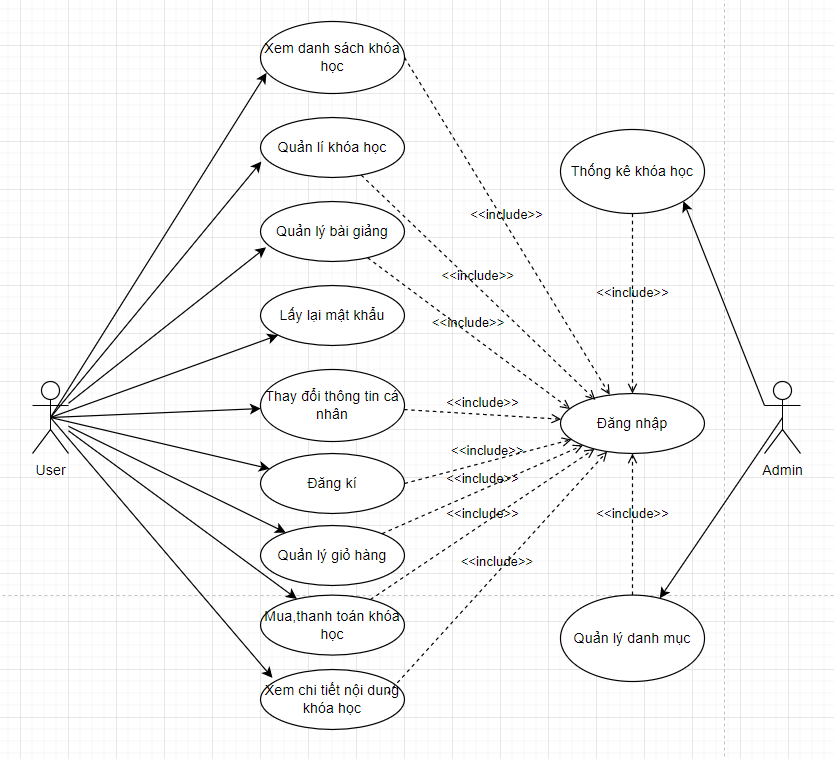 Xem danh sách khóa
học
Quản lí khóa học
Thống kê khóa học
<<include>>
Quản lý bài giảng
<<include>>
<<include>>
Lấy lại mật khẩu
<<include>>
Thay đổi thông tin cá
nhân
<<include>>
Đăng nhập
<<include>>
User
Admin
Đăng kí
<<include>>
<<include>>
<<include>>
Quản lý giỏ hàng
<<include>>
Mua,thanh toán khóa
học
Quản lý danh mục
Xem chi tiết nội dung
khóa học